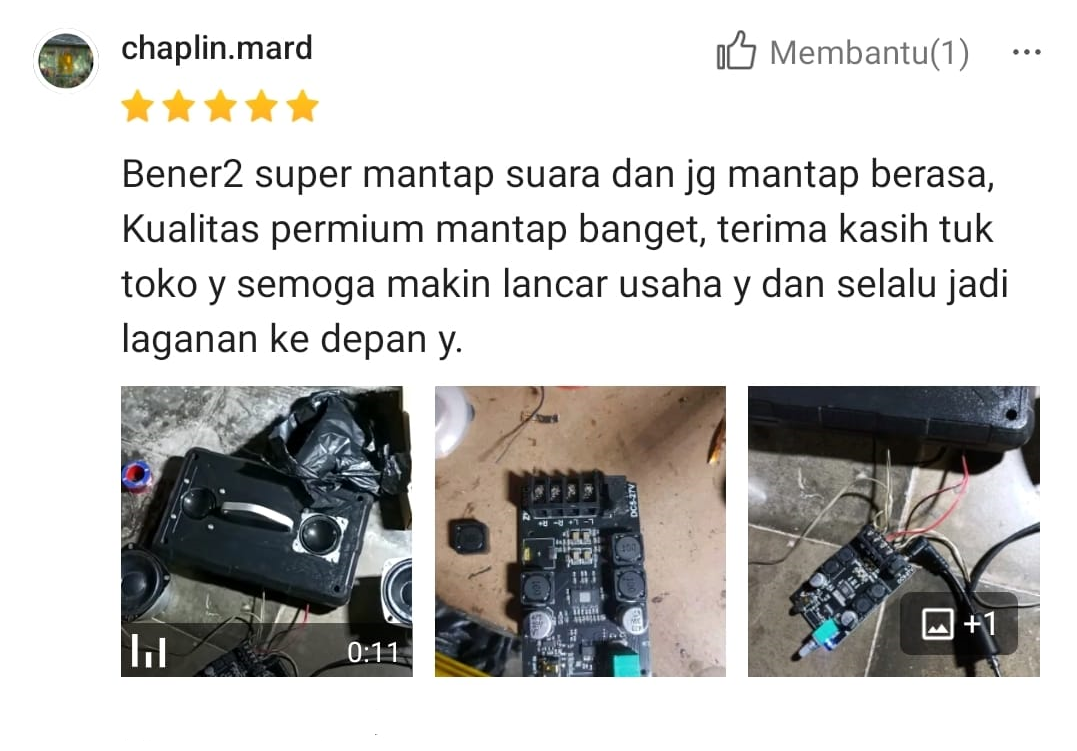 chaplin.mard
Membantu(1)
Bener2 super mantap suara dan jg mantap berasa,
Kualitas permium mantap banget, terima kasih tuk
toko y semoga makin lancar usaha y dan selalu jadi
laganan ke depan y.
0:11
DC5-27V
R+ R- L+ L-
+1